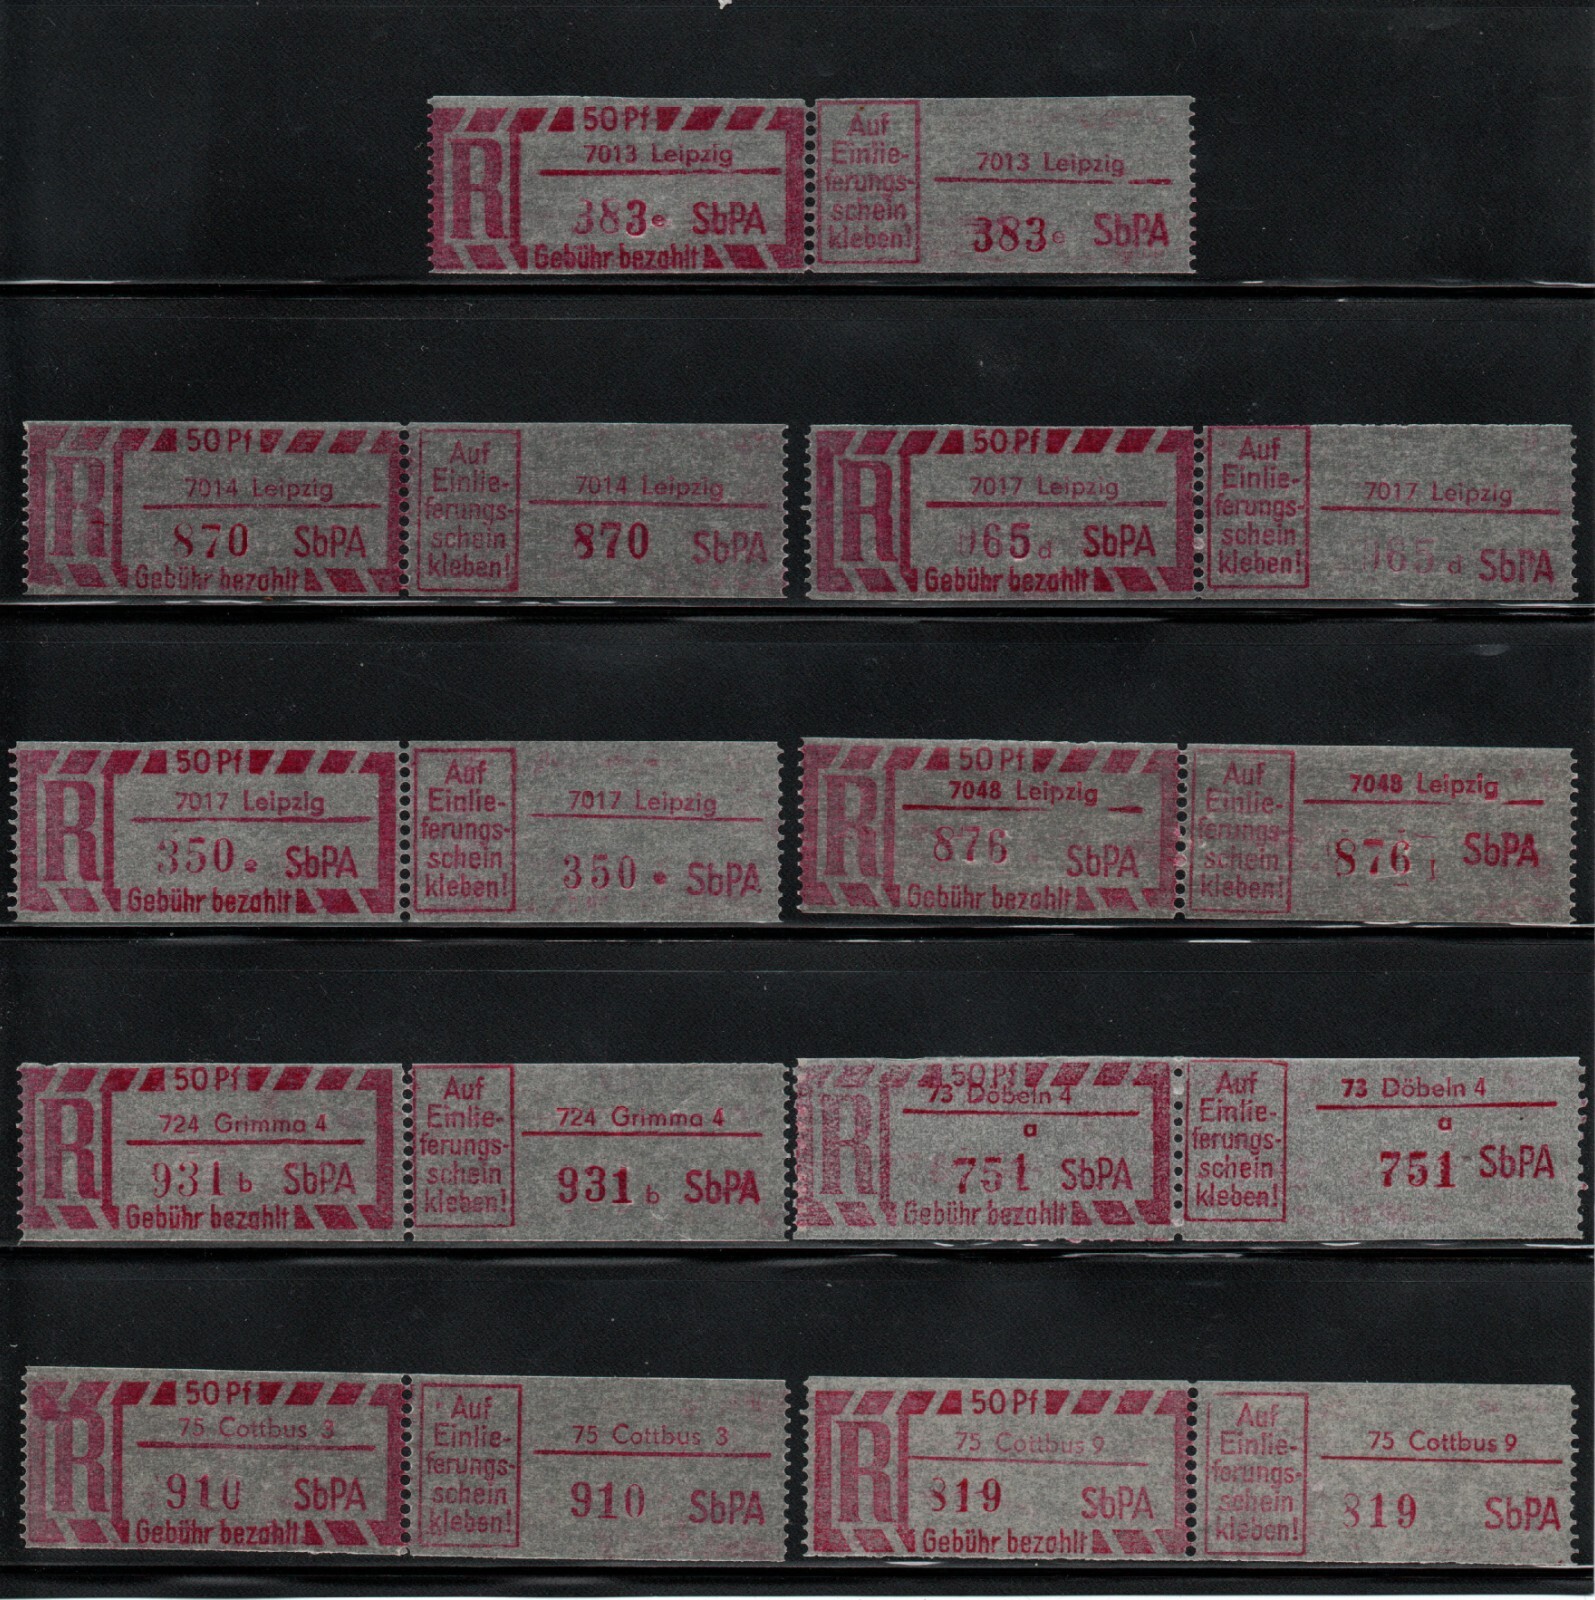 50 Pf
7013 Leipzig
R
383 e SbPA
Gebühr bezahlt
Auf
Einlie-
ferungs-
schein
kleben!
7013 Leipzig
383 e SbPA
50 Pf
7014 Leipzig
R
870 SbPA
Gebühr bezahlt
Auf
Einlie-
ferungs-
schein
kleben!
7014 Leipzig
870 SbPA
50 Pf
7017 Leipzig
R
965 d SbPA
Gebühr bezahlt
Auf
Einlie-
ferungs-
schein
kleben!
7017 Leipzig
965 d SbPA
50 Pf
7017 Leipzig
R
350 e SbPA
Gebühr bezahlt
Auf
Einlie-
ferungs-
schein
kleben!
7017 Leipzig
350 e SbPA
50 Pf
7048 Leipzig
R
876 SbPA
Gebühr bezahlt
Auf
Einlie-
ferungs-
schein
kleben!
7048 Leipzig
876 SbPA
50 Pf
724 Grimma 4
R
931 b SbPA
Gebühr bezahlt
Auf
Einlie-
ferungs-
schein
kleben!
724 Grimma 4
931 b SbPA
50 Pf
73 Döbeln 4
a
R
751 SbPA
Gebühr bezahlt
Auf
Einlie-
ferungs-
schein
kleben!
73 Döbeln 4
a
751 SbPA
50 Pf
75 Cottbus 3
R
910 SbPA
Gebühr bezahlt
Auf
Einlie-
ferungs-
schein
kleben!
75 Cottbus 3
910 SbPA
50 Pf
75 Cottbus 9
R
819 SbPA
Gebühr bezahlt
Auf
Einlie-
ferungs-
schein
kleben!
75 Cottbus 9
819 SbPA